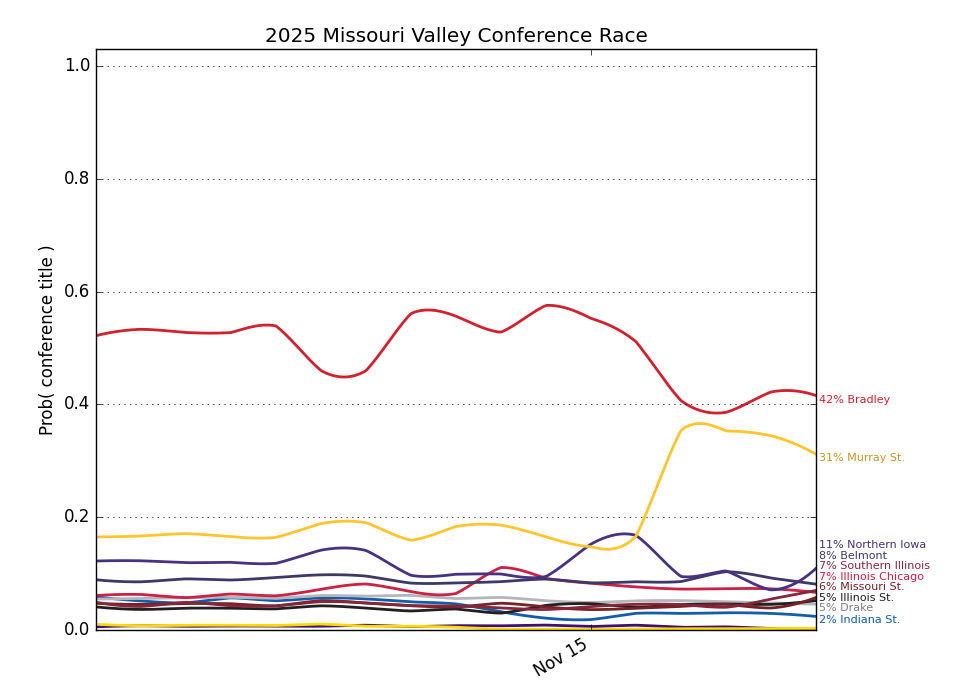 2025 Missouri Valley Conference Race
Prob( conference title )
1.0
0.8
0.6
0.4
0.2
0.0
Nov 15
42% Bradley
31% Murray St.
11% Northern Iowa
8% Belmont
7% Southern Illinois
7% Illinois Chicago
6% Missouri St.
5% Illinois St.
5% Drake
2% Indiana St.